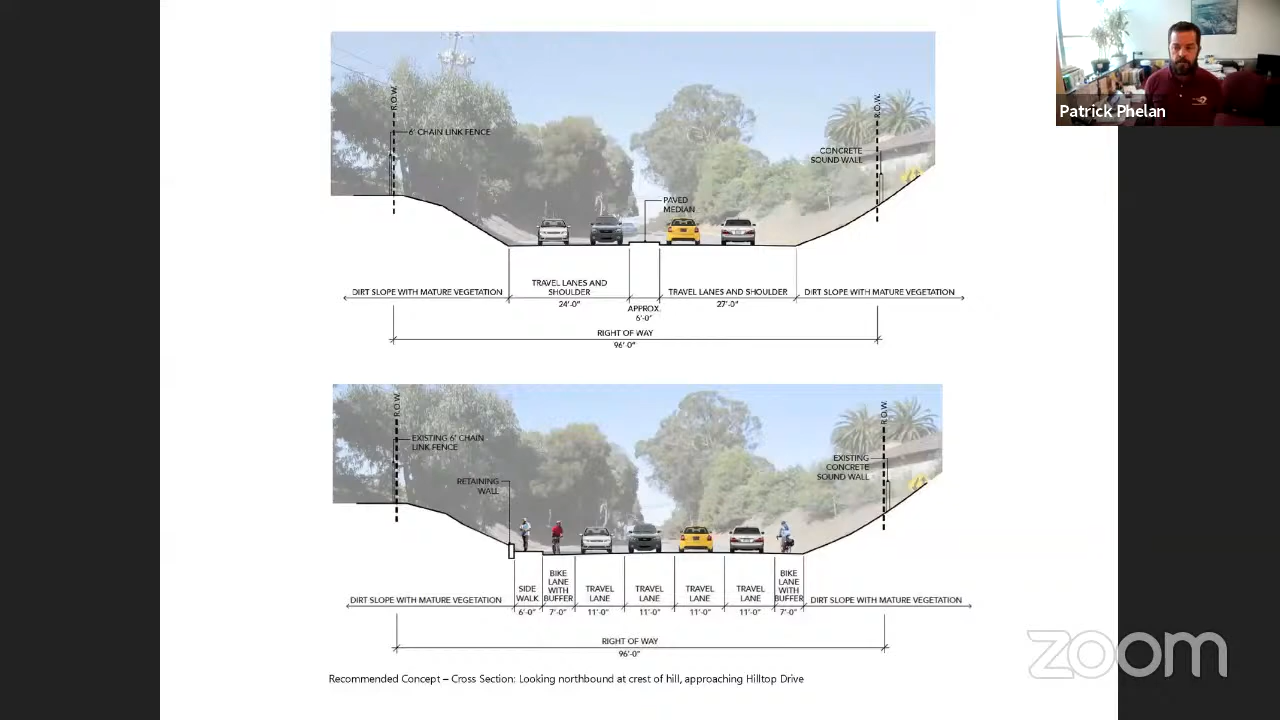 R.O.W.
R.O.W.
6' CHAIN LINK FENCE
CONCRETE
SOUND WALL
PAVED
MEDIAN
DIRT SLOPE WITH MATURE VEGETATION
TRAVEL LANES AND
SHOULDER
24'-0"
APPROX.
6'-0"
TRAVEL LANES AND SHOULDER
27'-0"
DIRT SLOPE WITH MATURE VEGETATION
RIGHT OF WAY
96'-0"
Patrick Phelan
R.O.W.
R.O.W.
EXISTING 6' CHAIN
LINK FENCE
RETAINING
WALL
EXISTING
CONCRETE
SOUND WALL
DIRT SLOPE WITH MATURE VEGETATION
SIDE
WALK
6'-0"
BIKE
LANE
WITH
BUFFER
7'-0"
TRAVEL
LANE
11'-0"
TRAVEL
LANE
11'-0"
TRAVEL
LANE
11'-0"
TRAVEL
LANE
11'-0"
BIKE
LANE
WITH
BUFFER
7'-0"
DIRT SLOPE WITH MATURE VEGETATION
RIGHT OF WAY
96'-0"
Recommended Concept – Cross Section: Looking northbound at crest of hill, approaching Hilltop Drive
zoom